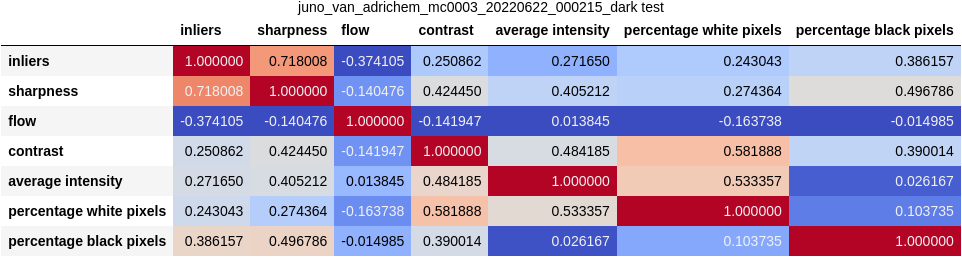 juno_van_adrichem_mc0003_20220622_000215_dark test
inliers sharpness flow contrast average intensity percentage white pixels percentage black pixels
inliers 1.000000 0.718008 -0.374105 0.250862 0.271650 0.243043 0.386157
sharpness 0.718008 1.000000 -0.140476 0.424450 0.405212 0.274364 0.496786
flow -0.374105 -0.140476 1.000000 -0.141947 0.013845 -0.163738 -0.014985
contrast 0.250862 0.424450 -0.141947 1.000000 0.484185 0.581888 0.390014
average intensity 0.271650 0.405212 0.013845 0.484185 1.000000 0.533357 0.026167
percentage white pixels 0.243043 0.274364 -0.163738 0.581888 0.533357 1.000000 0.103735
percentage black pixels 0.386157 0.496786 -0.014985 0.390014 0.026167 0.103735 1.000000